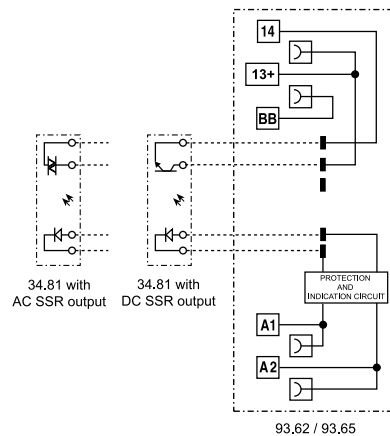 14
13+
BB
34.81 with
AC SSR output
34.81 with
DC SSR output
PROTECTION
AND
INDICATION CIRCUIT
A1
A2
93.62 / 93.65